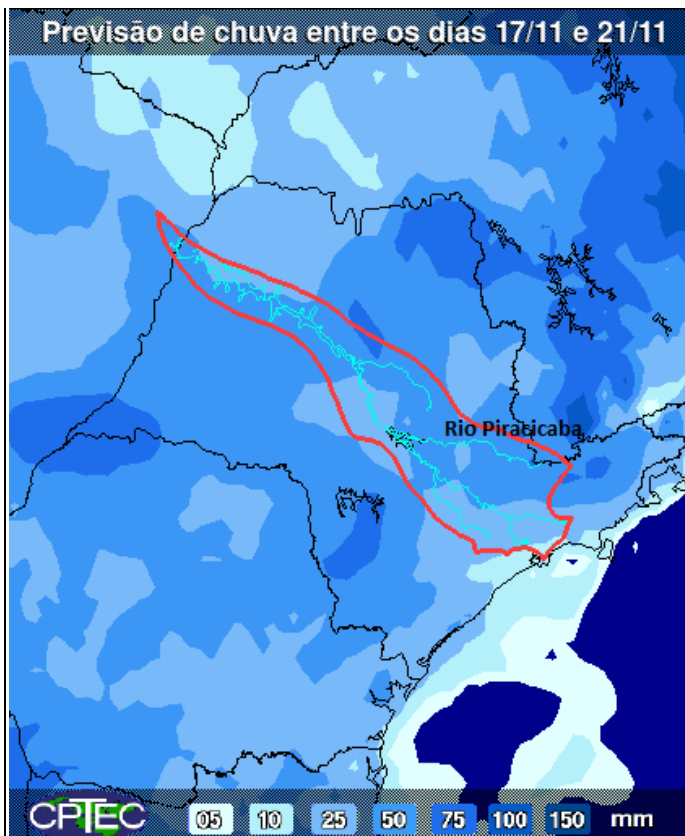 Previsão de chuva entre os dias 17/11 e 21/11
Rio Piracicaba
CPTEC 05 10 25 50 75 100 150 mm